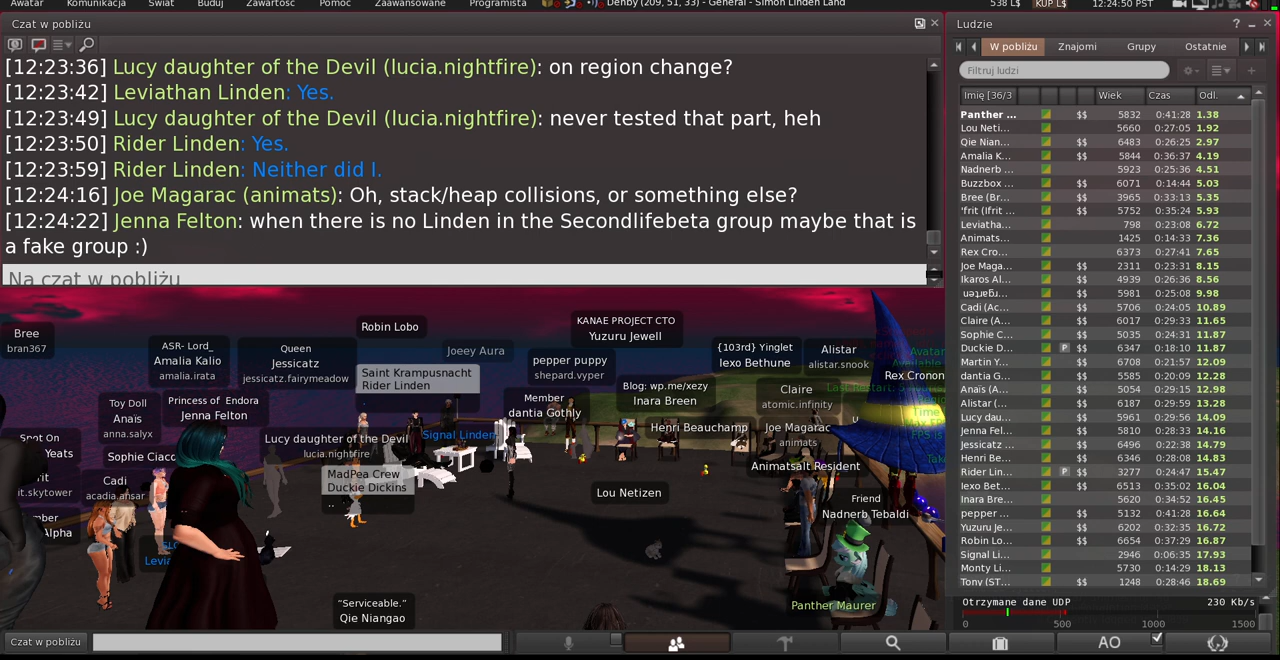 Awatar Komunikacja Świat Buduj Zawartość Pomoc Zaawansowane Programista Denby (209, 51, 33) - General - Simon Linden Land 538 L$ KUP L$ 12:24:50 PST
Czat w pobliżu
[12:23:36] Lucy daughter of the Devil (lucia.nightfire): on region change?
[12:23:42] Leviathan Linden: Yes.
[12:23:49] Lucy daughter of the Devil (lucia.nightfire): never tested that part, heh
[12:23:50] Rider Linden: Yes.
[12:23:59] Rider Linden: Neither did I.
[12:24:16] Joe Magarac (animats): Oh, stack/heap collisions, or something else?
[12:24:22] Jenna Felton: when there is no Linden in the Secondlifebeta group maybe that is
a fake group :)
Na czat w pobliżu
Bree
bran367
ASR- Lord_
Amalia Kalio
amalia.irata
Queen
Jessicatz
jessicatz.fairymeadow
Robin Lobo
Joeey Aura
Saint Krampusnacht
Rider Linden
KANAE PROJECT CTO
Yuzuru Jewell
pepper puppy
shepard.vyper
{103rd} Yinglet
Iexo Bethune
Alistar
alistar.snook
Rex Cronon
Blog: wp.me/xezy
Inara Breen
Claire
atomic.infinity
Member
dantia Gothly
Toy Doll
Anaïs
anna.salyx
Princess of Endora
Jenna Felton
Lucy daughter of the Devil
lucia.nightfire
Signal Linden
Henri Beauchamp
Joe Magarac
animats
Spot On
Yeats
Sophie Ciacc
Cadi
acadia.ansar
it.skytower
Alpha
MadPea Crew
Duckie Dickins
..
Animatsalt Resident
Lou Netizen
Friend
Nadnerb Tebaldi
Levia
Panther Maurer
"Serviceable."
Qie Niangao
Czat w pobliżu
Ludzie
W pobliżu Znajomi Grupy Ostatnie
Filtruj ludzi
Imię [36/3 Wiek Czas Odl.
Panther ... $$ 5832 0:41:28 1.38
Lou Neti... 5660 0:27:05 1.92
Qie Nian... $$ 6483 0:26:25 2.97
Amalia K... $$ 5844 0:36:37 4.19
Nadnerb ... 5923 0:25:36 4.51
Buzzbox ... $$ 6071 0:14:44 5.03
Bree (Br... $$ 3965 0:33:13 5.35
'frit (Ifrit ... $$ 5752 0:35:24 5.93
Leviatha... 798 0:23:08 6.72
Animats... 1425 0:14:33 7.36
Rex Cro... 6373 0:27:41 7.65
Joe Maga... $$ 2311 0:23:31 8.15
Ikaros Al... $$ 4939 0:26:36 8.56
$$ 5981 0:25:08 9.98
Cadi (Ac... $$ 5706 0:24:05 10.89
Claire (A... $$ 6017 0:29:33 11.65
Sophie C... $$ 5035 0:24:31 11.87
Duckie D... P $$ 6347 0:18:10 11.87
Martin Y... $$ 6708 0:21:57 12.09
dantia G... $$ 5585 0:20:09 12.28
Anaïs (A... $$ 5054 0:29:15 12.98
Alistar (... $$ 6586 0:29:59 13.28
Lucy dau... $$ 5961 0:29:56 14.09
Jenny Fel... $$ 5810 0:28:33 14.16
Jessicatz ... $$ 6496 0:22:38 14.79
Henri Be... $$ 6346 0:28:08 14.83
Rider Lin... P $$ 3277 0:24:47 15.47
Iexo Bet... $$ 6513 0:35:02 16.04
Inara Bre... 5620 0:34:52 16.45
pepper ... $$ 5132 0:41:28 16.64
Yuzuru Je... $$ 6202 0:32:35 16.72
Robin Lo... $$ 6654 0:37:29 16.87
Signal Li... 2946 0:06:35 17.93
Monty Li... 5730 0:14:29 18.13
Tony (ST... $$ 1248 0:28:46 18.69
Otrzymane dane UDP 230 Kb/s
0 500 1000 1500
AO